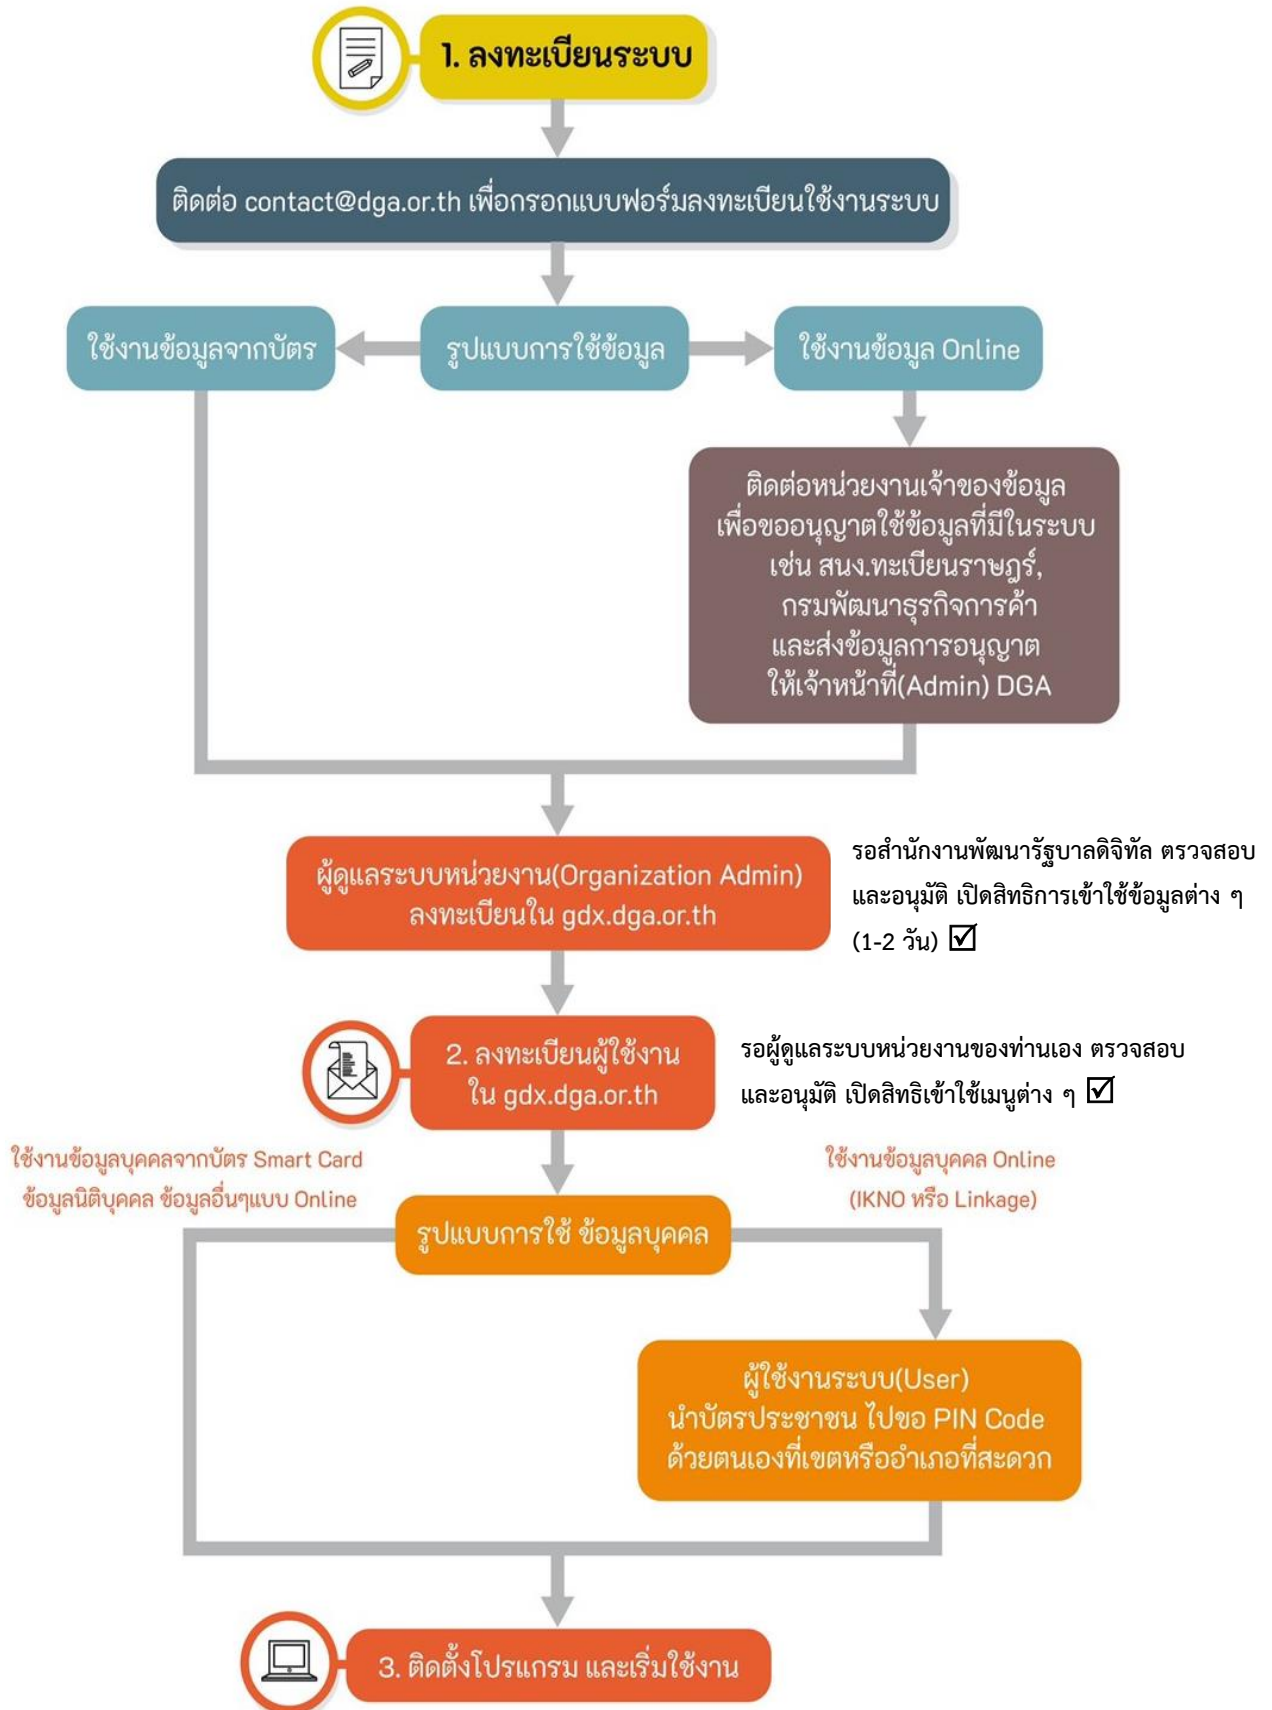 1. ลงทะเบียนระบบ
ติดต่อ contact@dga.or.th เพื่อกรอกแบบฟอร์มลงทะเบียนใช้งานระบบ
ใช้งานข้อมูลจากบัตร
รูปแบบการใช้ข้อมูล
ใช้งานข้อมูล Online
ติดต่อหน่วยงานเจ้าของข้อมูล
เพื่อขออนุญาตใช้ข้อมูลที่มีในระบบ
เช่น สนง.ทะเบียนราษฎร์,
กรมพัฒนาธุรกิจการค้า
และส่งข้อมูลการอนุญาต
ให้เจ้าหน้าที่(Admin) DGA
ผู้ดูแลระบบหน่วยงาน(Organization Admin)
ลงทะเบียนใน gdx.dga.or.th
รอสำนักงานพัฒนารัฐบาลดิจิทัล ตรวจสอบ
และอนุมัติ เปิดสิทธิการเข้าใช้ข้อมูลต่าง ๆ
(1-2 วัน) ☑
2. ลงทะเบียนผู้ใช้งาน
ใน gdx.dga.or.th
รอผู้ดูแลระบบหน่วยงานของท่านเอง ตรวจสอบ
และอนุมัติ เปิดสิทธิเข้าใช้เมนูต่าง ๆ ☑
ใช้งานข้อมูลบุคคลจากบัตร Smart Card
ข้อมูลนิติบุคคล ข้อมูลอื่นๆแบบ Online
ใช้งานข้อมูลบุคคล Online
(IKNO หรือ Linkage)
รูปแบบการใช้ ข้อมูลบุคคล
ผู้ใช้งานระบบ(User)
นำบัตรประชาชน ไปขอ PIN Code
ด้วยตนเองที่เขตหรืออำเภอที่สะดวก
3. ติดตั้งโปรแกรม และเริ่มใช้งาน